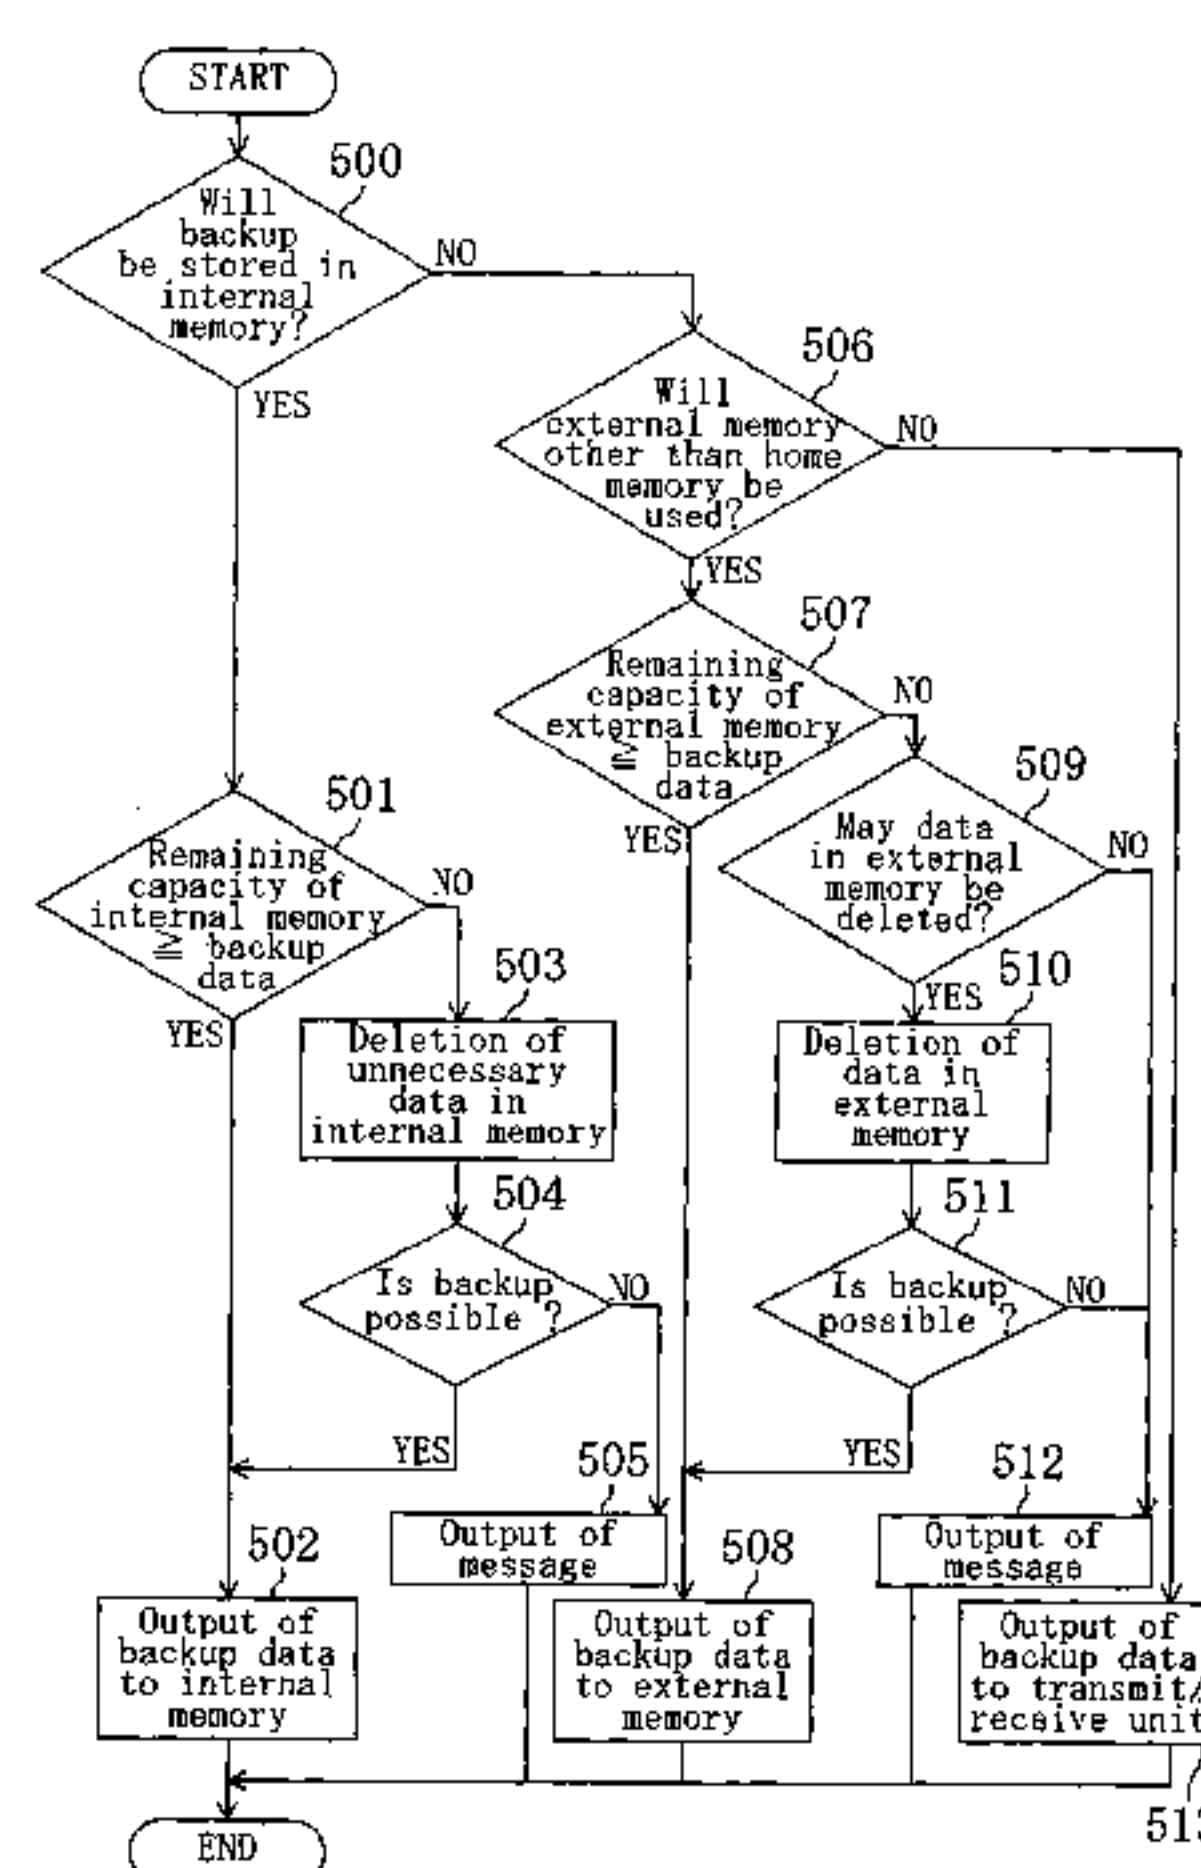 START
500
Will
backup
be stored in
internal
memory?
NO
YES
506
Will
external memory
other than home
memory be
used?
NO
YES
507
Remaining
capacity of
external memory
≧ backup
data
NO
YES
509
May data
in external
memory be
deleted?
NO
YES
501
Remaining
capacity of
internal memory
≧ backup
data
NO
YES
503
Deletion of
unnecessary
data in
internal memory
510
Deletion of
data in
external
memory
504
Is backup
possible ?
NO
YES
511
Is backup
possible ?
NO
YES
505
Output of
message
512
Output of
message
502
Output of
backup data
to internal
memory
508
Output of
backup data
to external
memory
Output of
backup data
to transmit/
receive unit
END